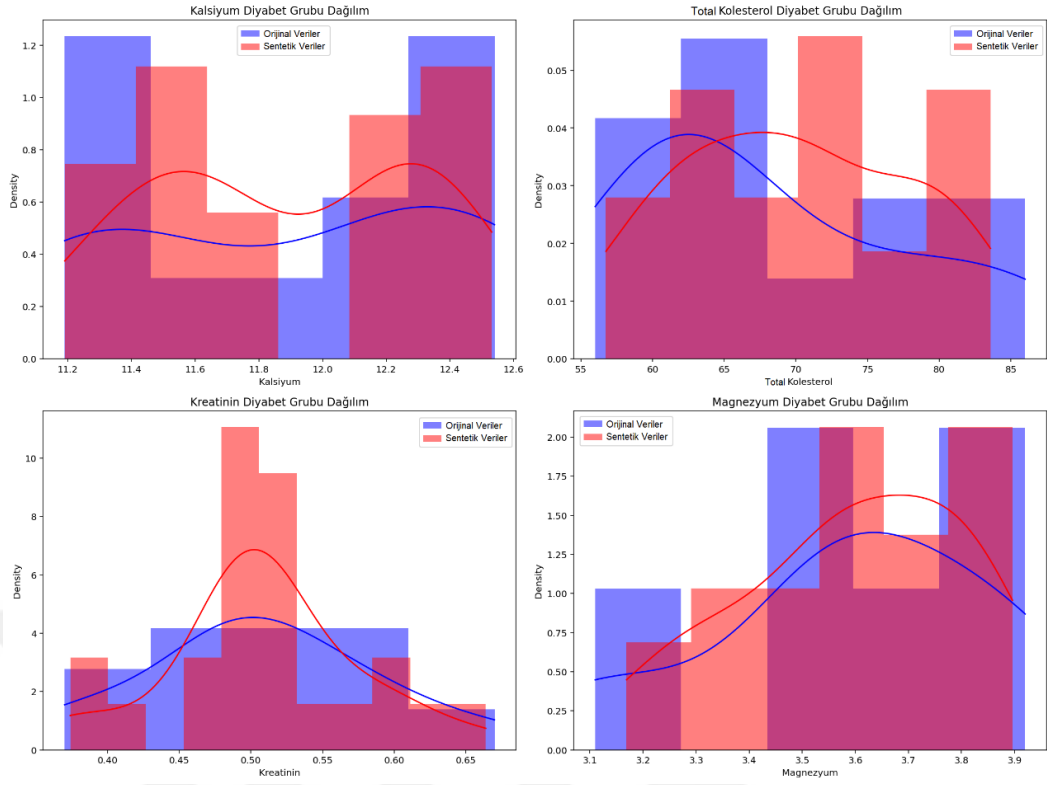 Kalsiyum Diyabet Grubu Dağılım
Orijinal Veriler
Sentetik Veriler
Density
1.2
1.0
0.8
0.6
0.4
0.2
0.0
11.2 11.4 11.6 11.8 12.0 12.2 12.4 12.6
Kalsiyum
Total Kolesterol Diyabet Grubu Dağılım
Orijinal Veriler
Sentetik Veriler
Density
0.05
0.04
0.03
0.02
0.01
0.00
55 60 65 70 75 80 85
Total Kolesterol
Kreatinin Diyabet Grubu Dağılım
Orijinal Veriler
Sentetik Veriler
Density
10
8
6
4
2
0
0.40 0.45 0.50 0.55 0.60 0.65
Kreatinin
Magnezyum Diyabet Grubu Dağılım
Orijinal Veriler
Sentetik Veriler
Density
2.00
1.75
1.50
1.25
1.00
0.75
0.50
0.25
0.00
3.1 3.2 3.3 3.4 3.5 3.6 3.7 3.8 3.9
Magnezyum